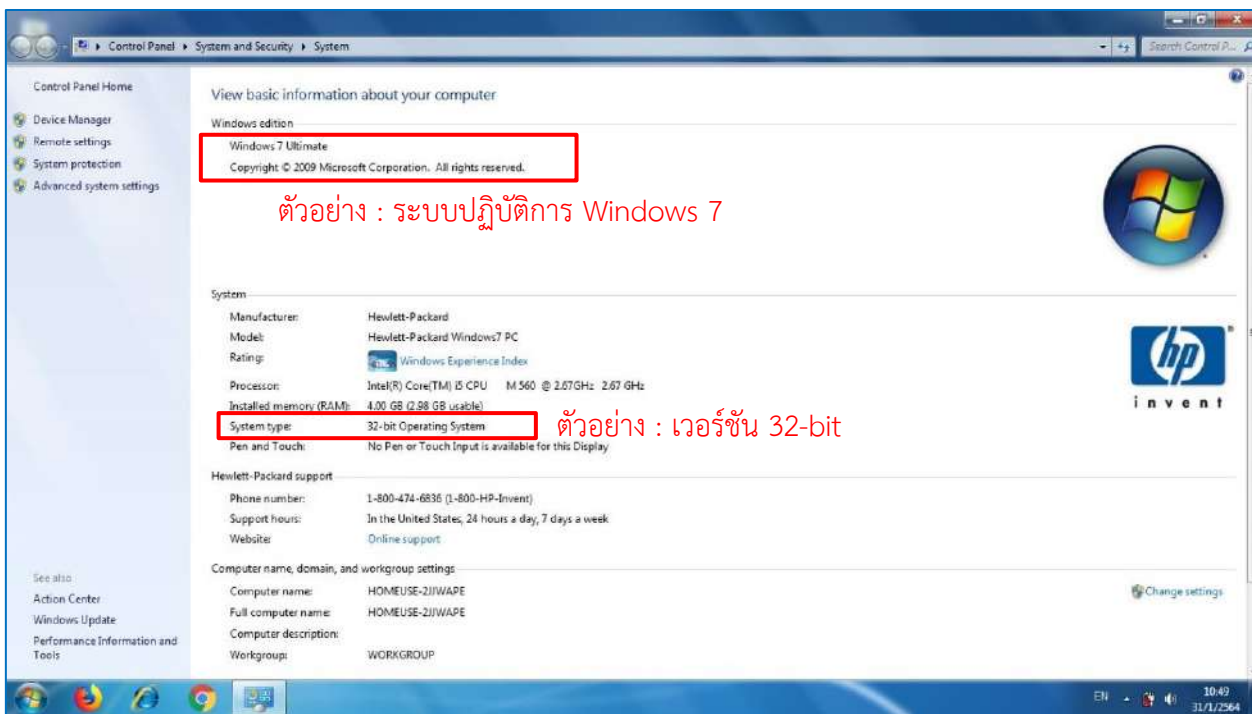 Control Panel ▸ System and Security ▸ System
Search Control P...
Control Panel Home
Device Manager
Remote settings
System protection
Advanced system settings
View basic information about your computer
Windows edition
Windows 7 Ultimate
Copyright © 2009 Microsoft Corporation. All rights reserved.
ตัวอย่าง : ระบบปฏิบัติการ Windows 7
System
Manufacturer: Hewlett-Packard
Model: Hewlett-Packard Windows7 PC
Rating: Windows Experience Index
Processor: Intel(R) Core(TM) i5 CPU M 560 @ 2.67GHz 2.67 GHz
Installed memory (RAM): 4.00 GB (2.98 GB usable)
System type: 32-bit Operating System
ตัวอย่าง : เวอร์ชัน 32-bit
Pen and Touch: No Pen or Touch Input is available for this Display
hp
invent
Hewlett-Packard support
Phone number: 1-800-474-6836 (1-800-HP-Invent)
Support hours: In the United States, 24 hours a day, 7 days a week
Website: Online support
Computer name, domain, and workgroup settings
Computer name: HOMEUSE-2JJWAPE
Change settings
Full computer name: HOMEUSE-2JJWAPE
Computer description:
Workgroup: WORKGROUP
See also
Action Center
Windows Update
Performance Information and
Tools
EN
10:49
31/1/2564